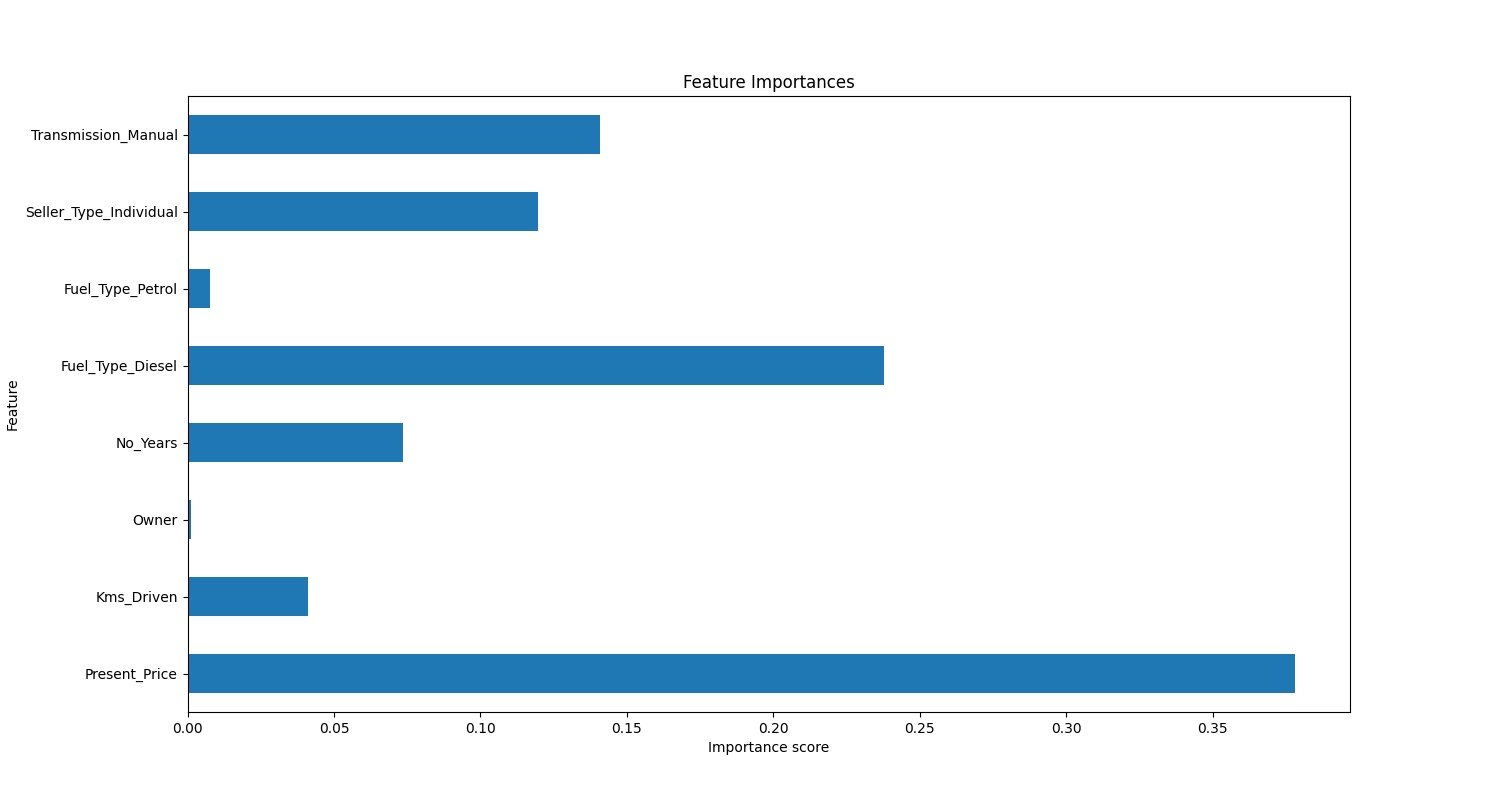 Feature Importances
Transmission_Manual
Seller_Type_Individual
Fuel_Type_Petrol
Fuel_Type_Diesel
No_Years
Owner
Kms_Driven
Present_Price
Feature
0.00 0.05 0.10 0.15 0.20 0.25 0.30 0.35
Importance score